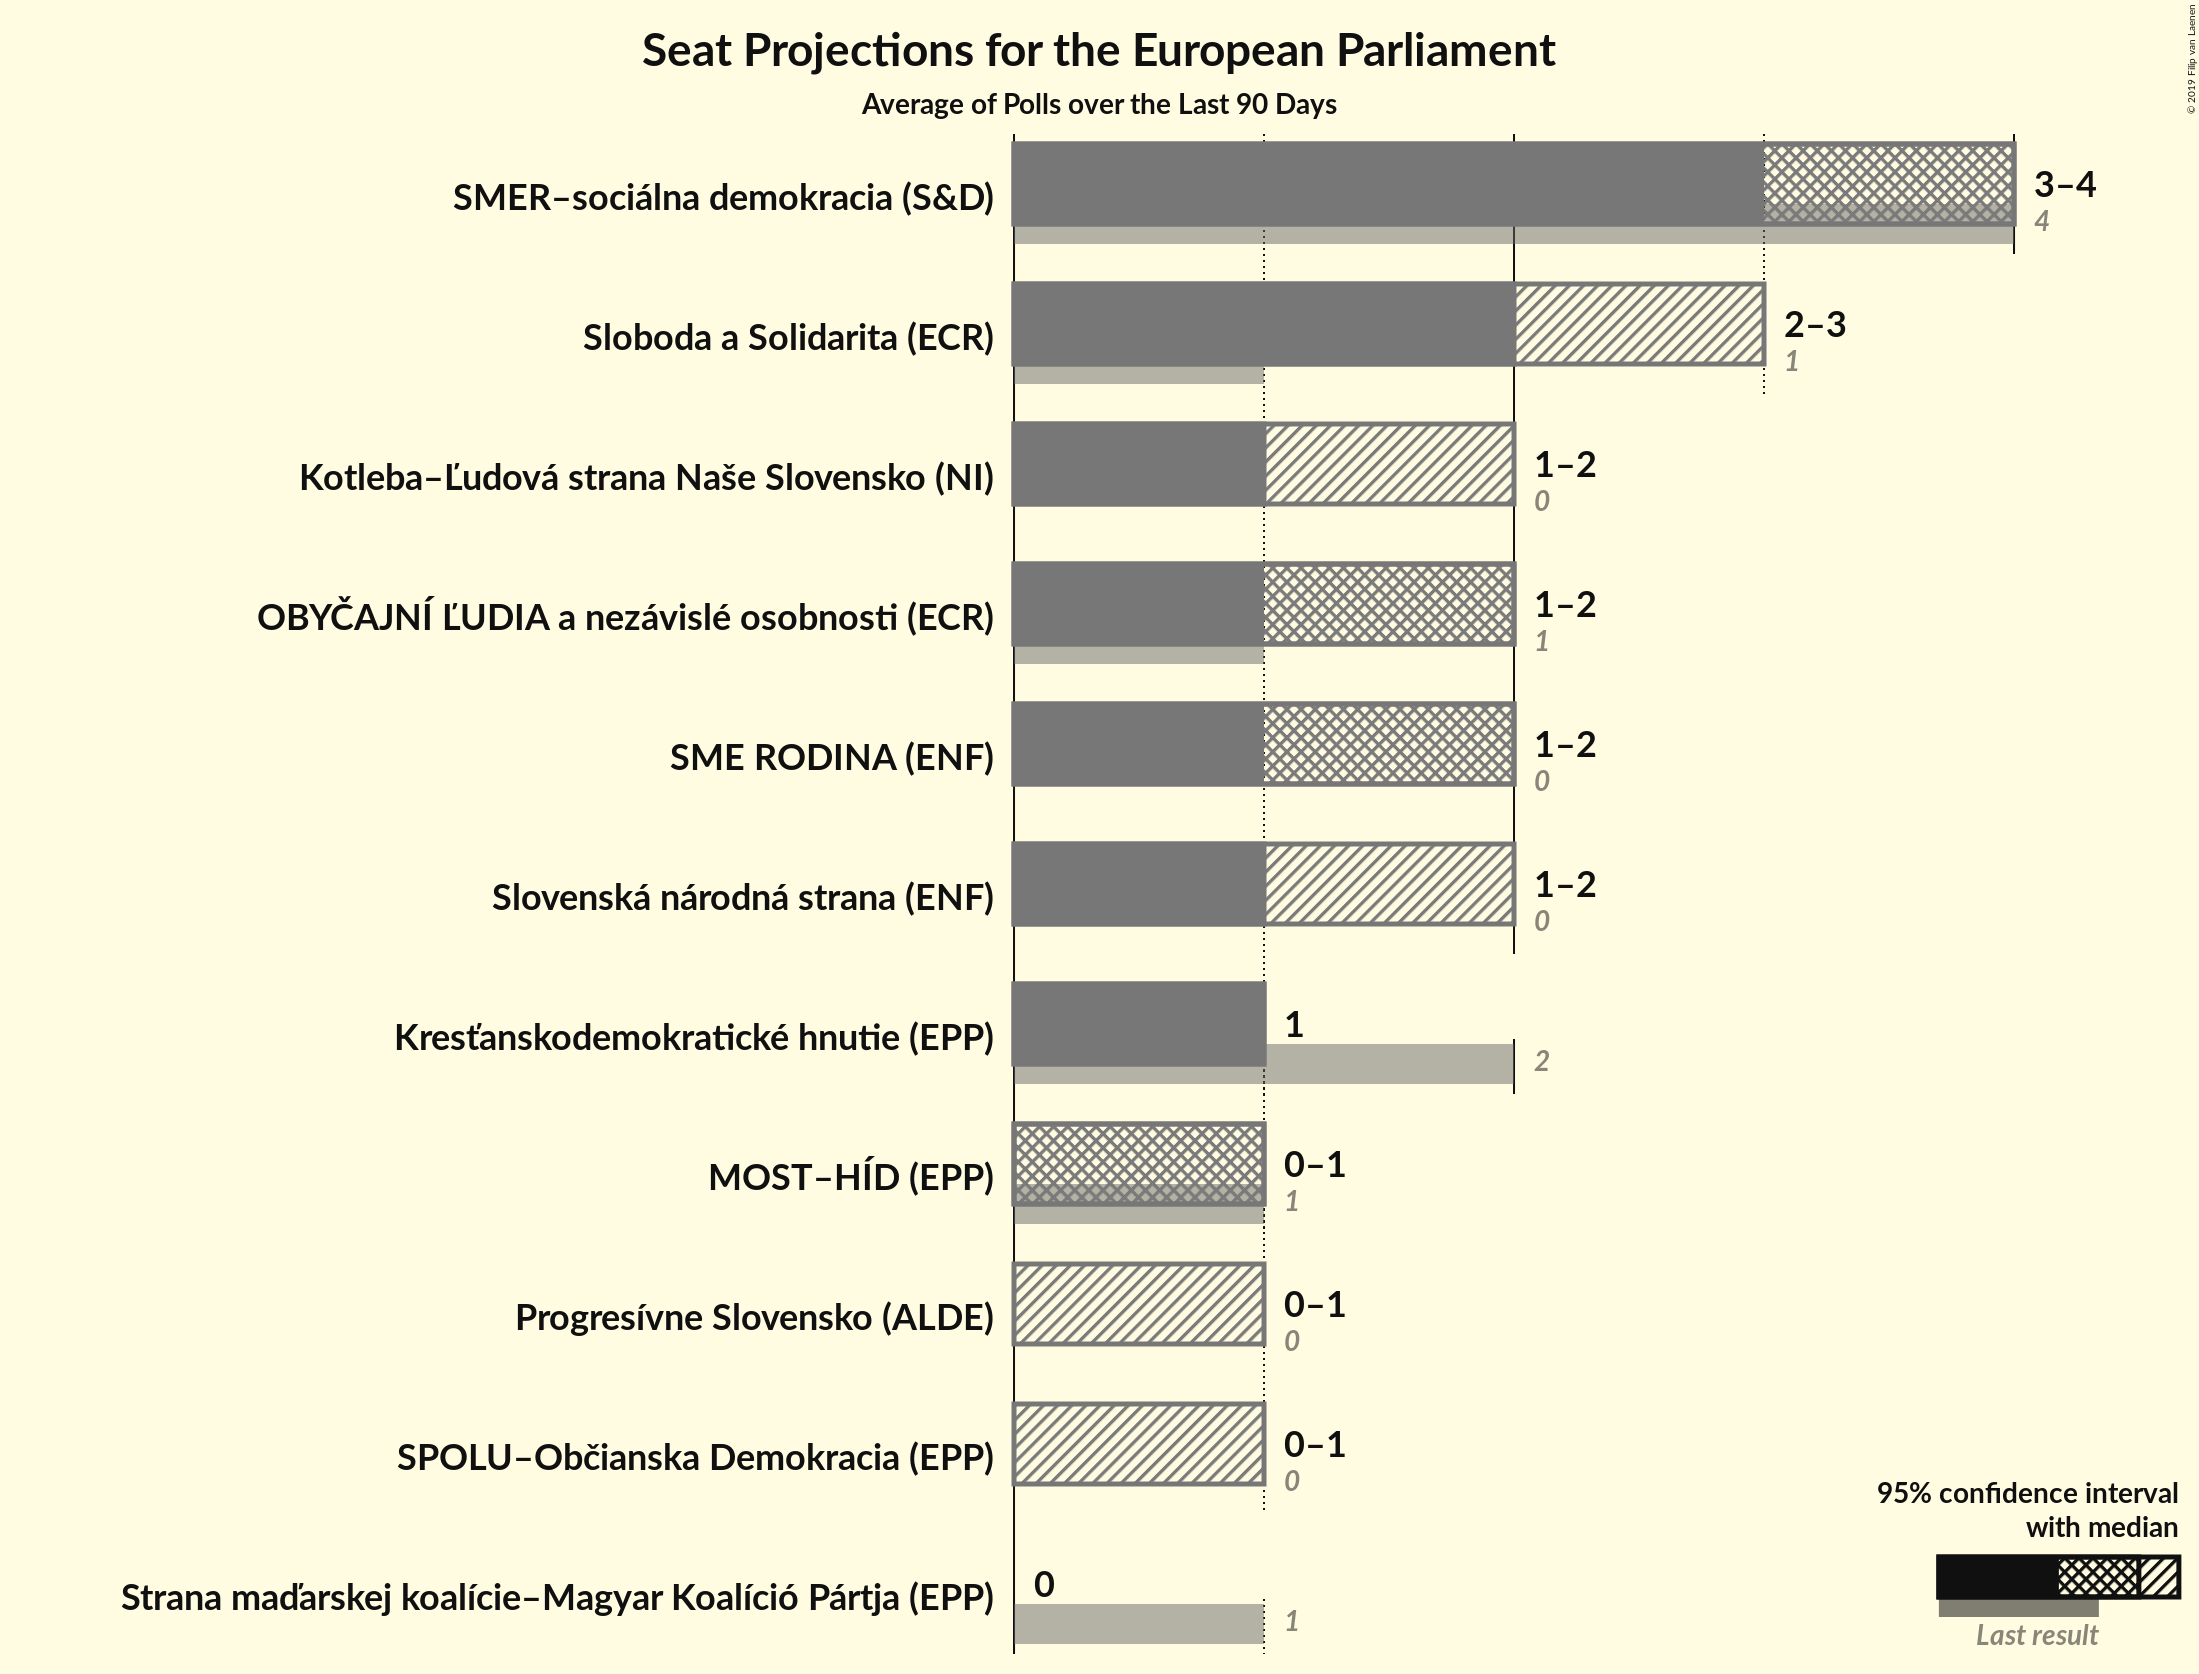 Seat Projections for the European Parliament
Average of Polls over the Last 90 Days
© 2019 Filip van Laenen
SMER–sociálna demokracia (S&D)
3–4
4
Sloboda a Solidarita (ECR)
2–3
1
Kotleba–Ľudová strana Naše Slovensko (NI)
1–2
0
OBYČAJNÍ ĽUDIA a nezávislé osobnosti (ECR)
1–2
1
SME RODINA (ENF)
1–2
0
Slovenská národná strana (ENF)
1–2
0
Kresťanskodemokratické hnutie (EPP)
1
2
MOST–HÍD (EPP)
0–1
1
Progresívne Slovensko (ALDE)
0–1
0
SPOLU–Občianska Demokracia (EPP)
0–1
0
Strana maďarskej koalície–Magyar Koalíció Pártja (EPP)
0
1
95% confidence interval
with median
Last result